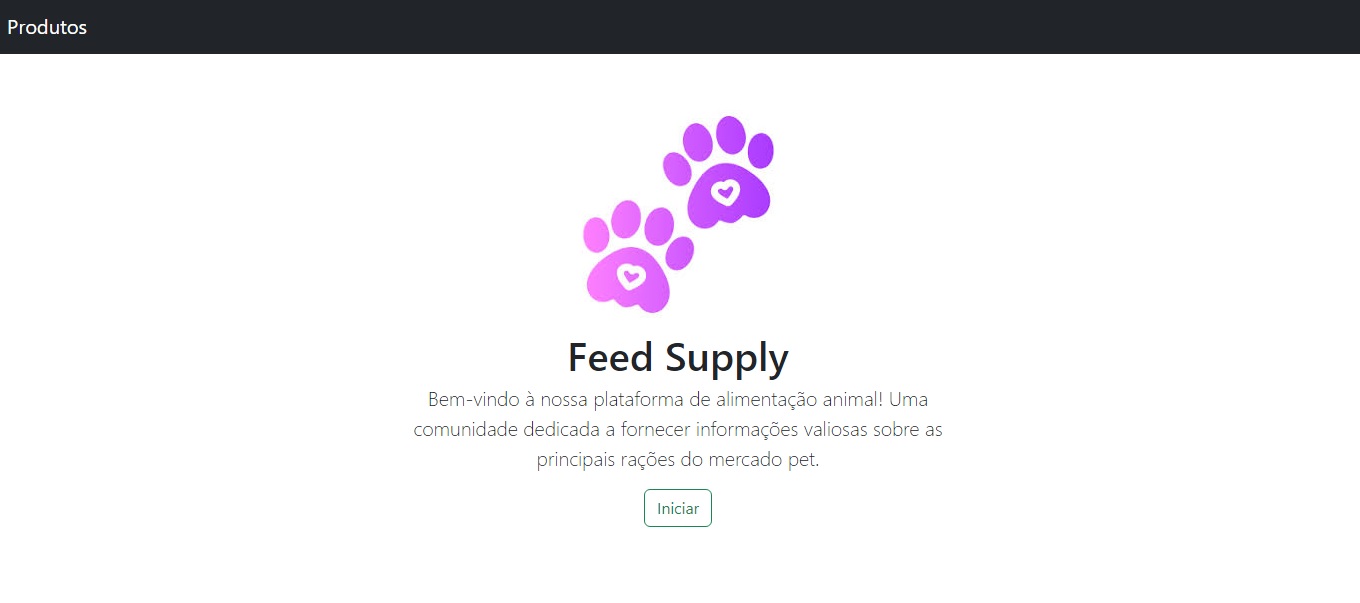 Produtos
Feed Supply
Bem-vindo à nossa plataforma de alimentação animal! Uma
comunidade dedicada a fornecer informações valiosas sobre as
principais rações do mercado pet.
Iniciar